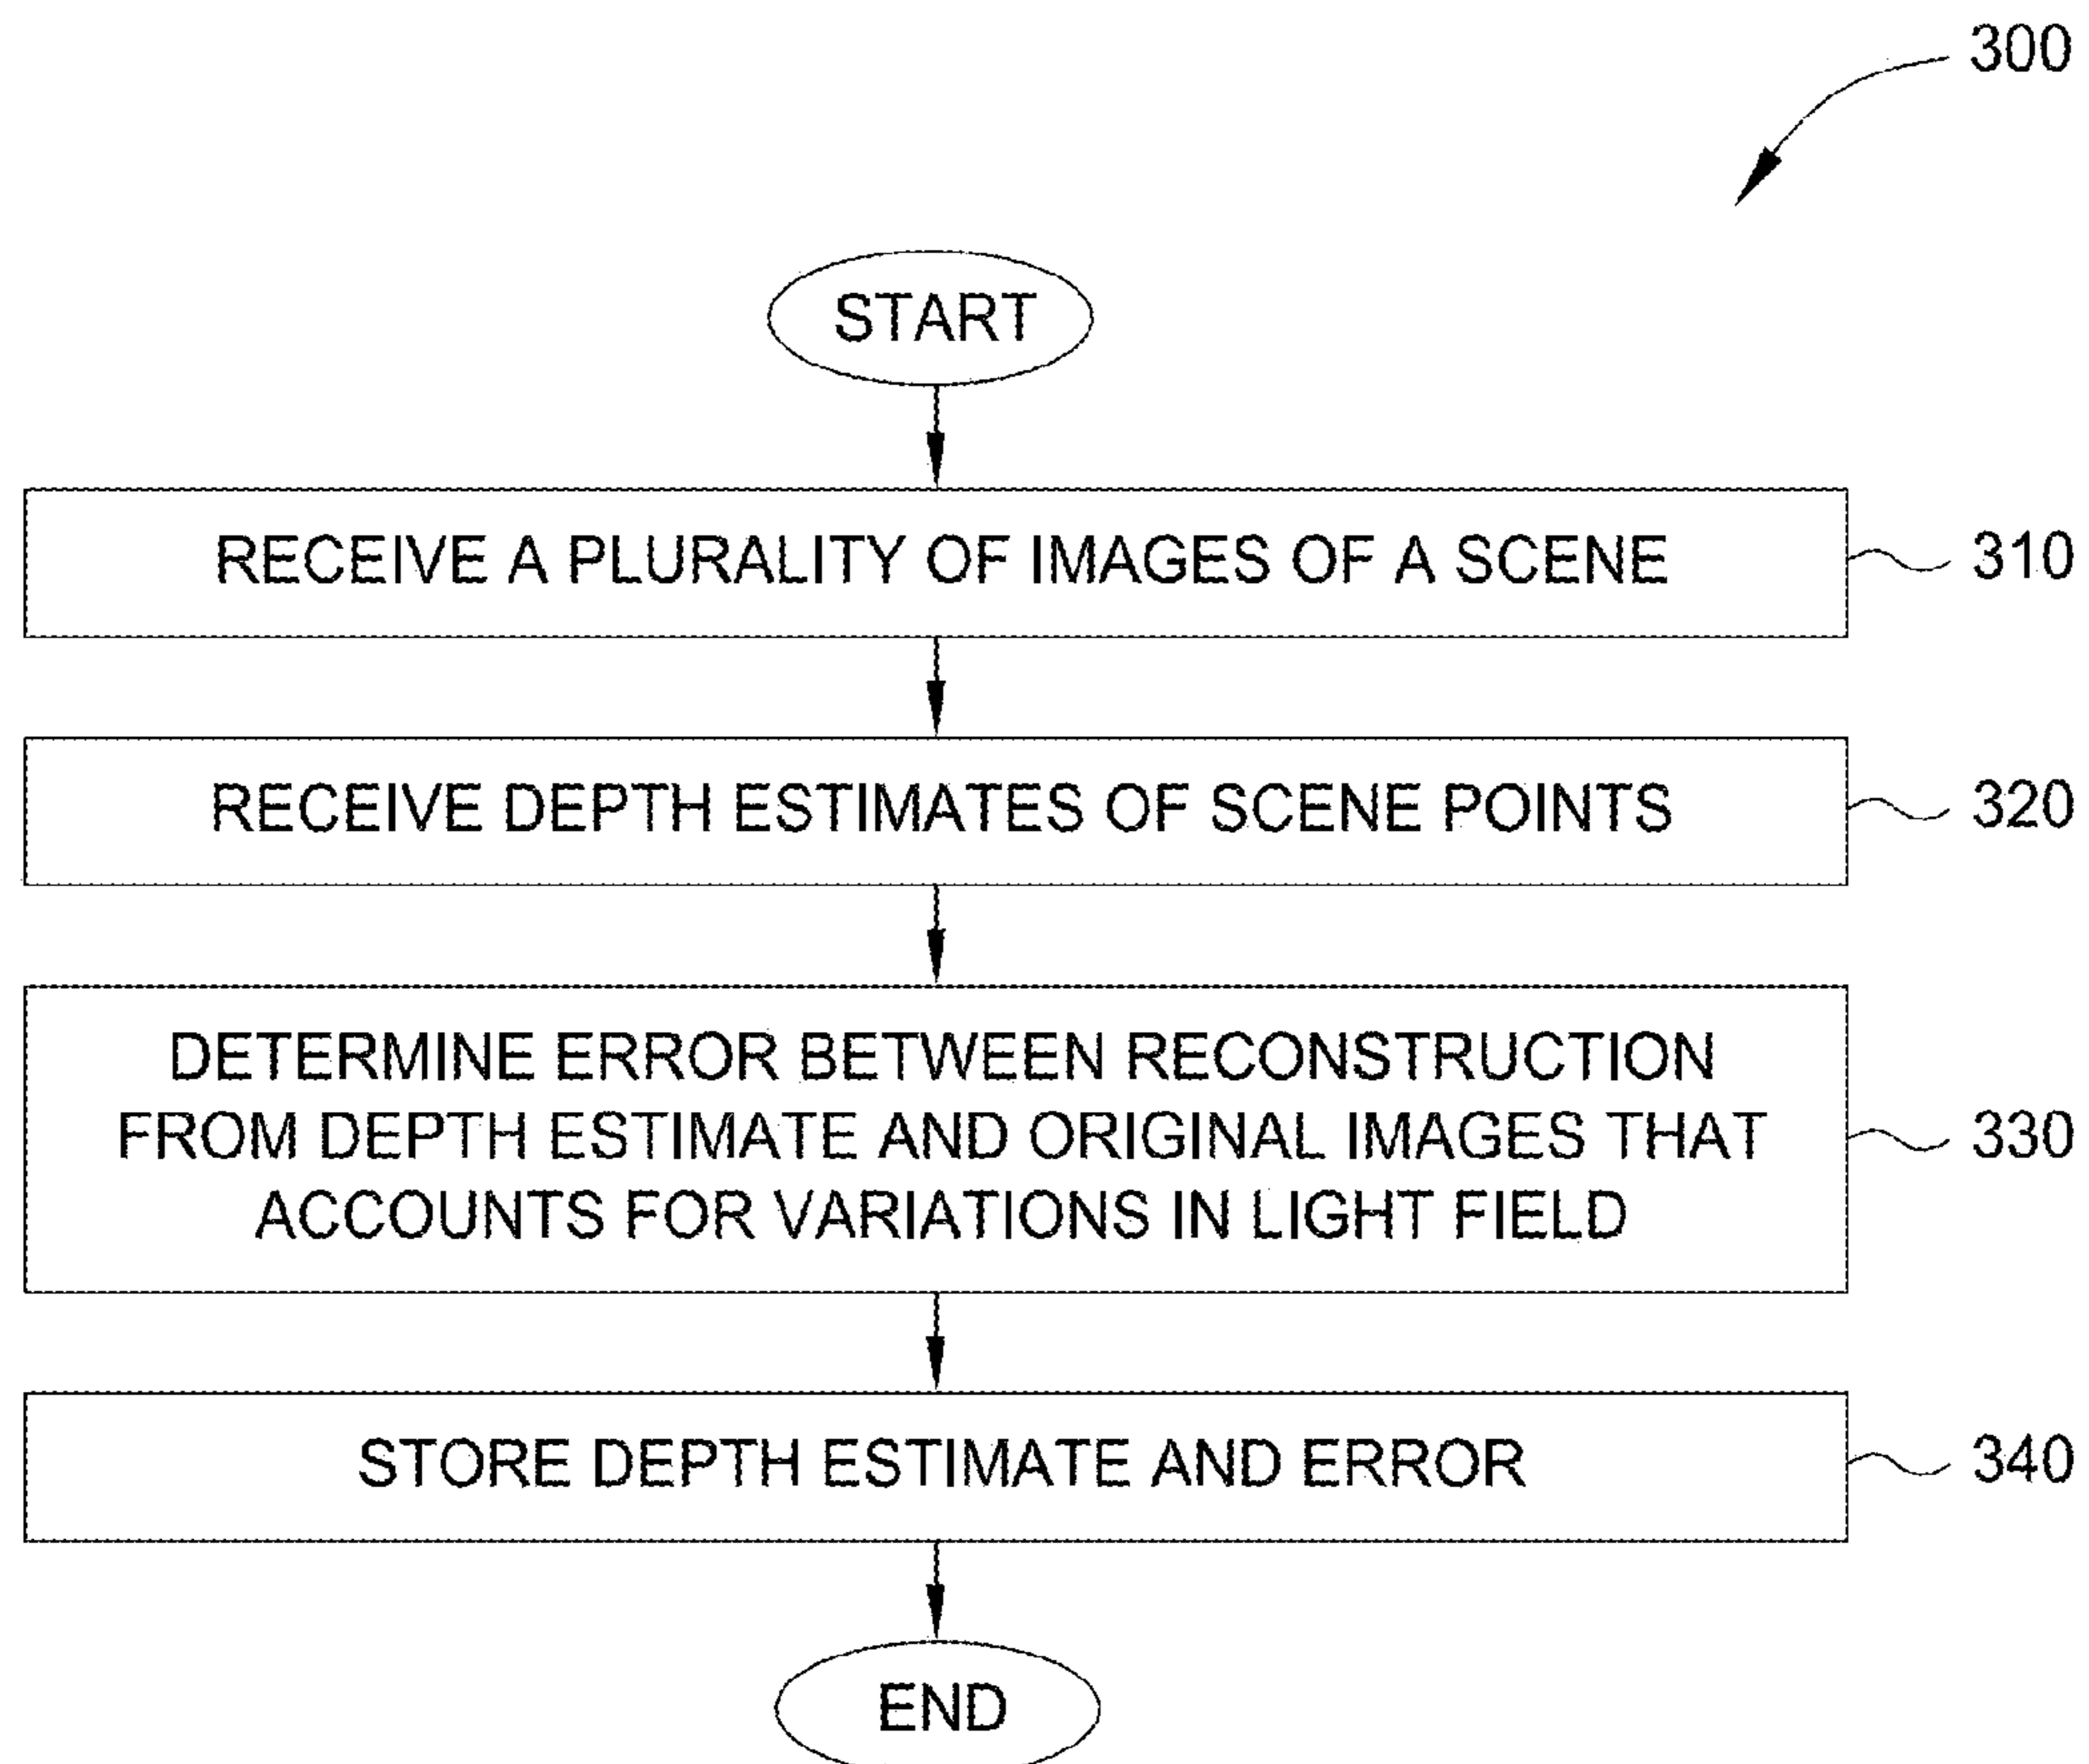 300
START
RECEIVE A PLURALITY OF IMAGES OF A SCENE
310
RECEIVE DEPTH ESTIMATES OF SCENE POINTS
320
DETERMINE ERROR BETWEEN RECONSTRUCTION
FROM DEPTH ESTIMATE AND ORIGINAL IMAGES THAT
ACCOUNTS FOR VARIATIONS IN LIGHT FIELD
330
STORE DEPTH ESTIMATE AND ERROR
340
END